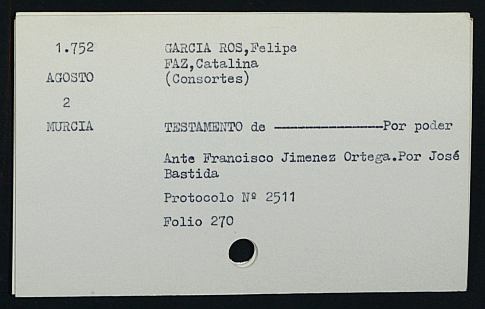 1.752 GARCIA ROS,Felipe
FAZ,Catalina
AGOSTO (Consortes)
2
MURCIA TESTAMENTO de ----------------Por poder
Ante Francisco Jimenez Ortega.Por José
Bastida
Protocolo Nº 2511
Folio 270